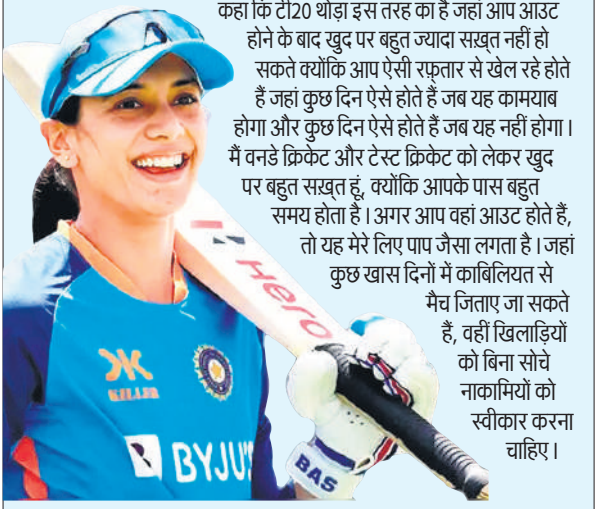 कहा कि टी20 थोड़ा इस तरह का है जहां आप आउट
होने के बाद खुद पर बहुत ज्यादा सख़्त नहीं हो
सकते क्योंकि आप ऐसी रफ़्तार से खेल रहे होते
हैं जहां कुछ दिन ऐसे होते हैं जब यह कामयाब
होगा और कुछ दिन ऐसे होते हैं जब यह नहीं होगा।
मैं वनडे क्रिकेट और टेस्ट क्रिकेट को लेकर खुद
पर बहुत सख़्त हूं, क्योंकि आपके पास बहुत
समय होता है। अगर आप वहां आउट होते हैं,
तो यह मेरे लिए पाप जैसा लगता है। जहां
कुछ खास दिनों में काबिलियत से
मैच जिताए जा सकते
हैं, वहीं खिलाड़ियों
को बिना सोचे
नाकामियों को
स्वीकार करना
चाहिए।
Hero
K
KILLER
BYJU'S
BAS